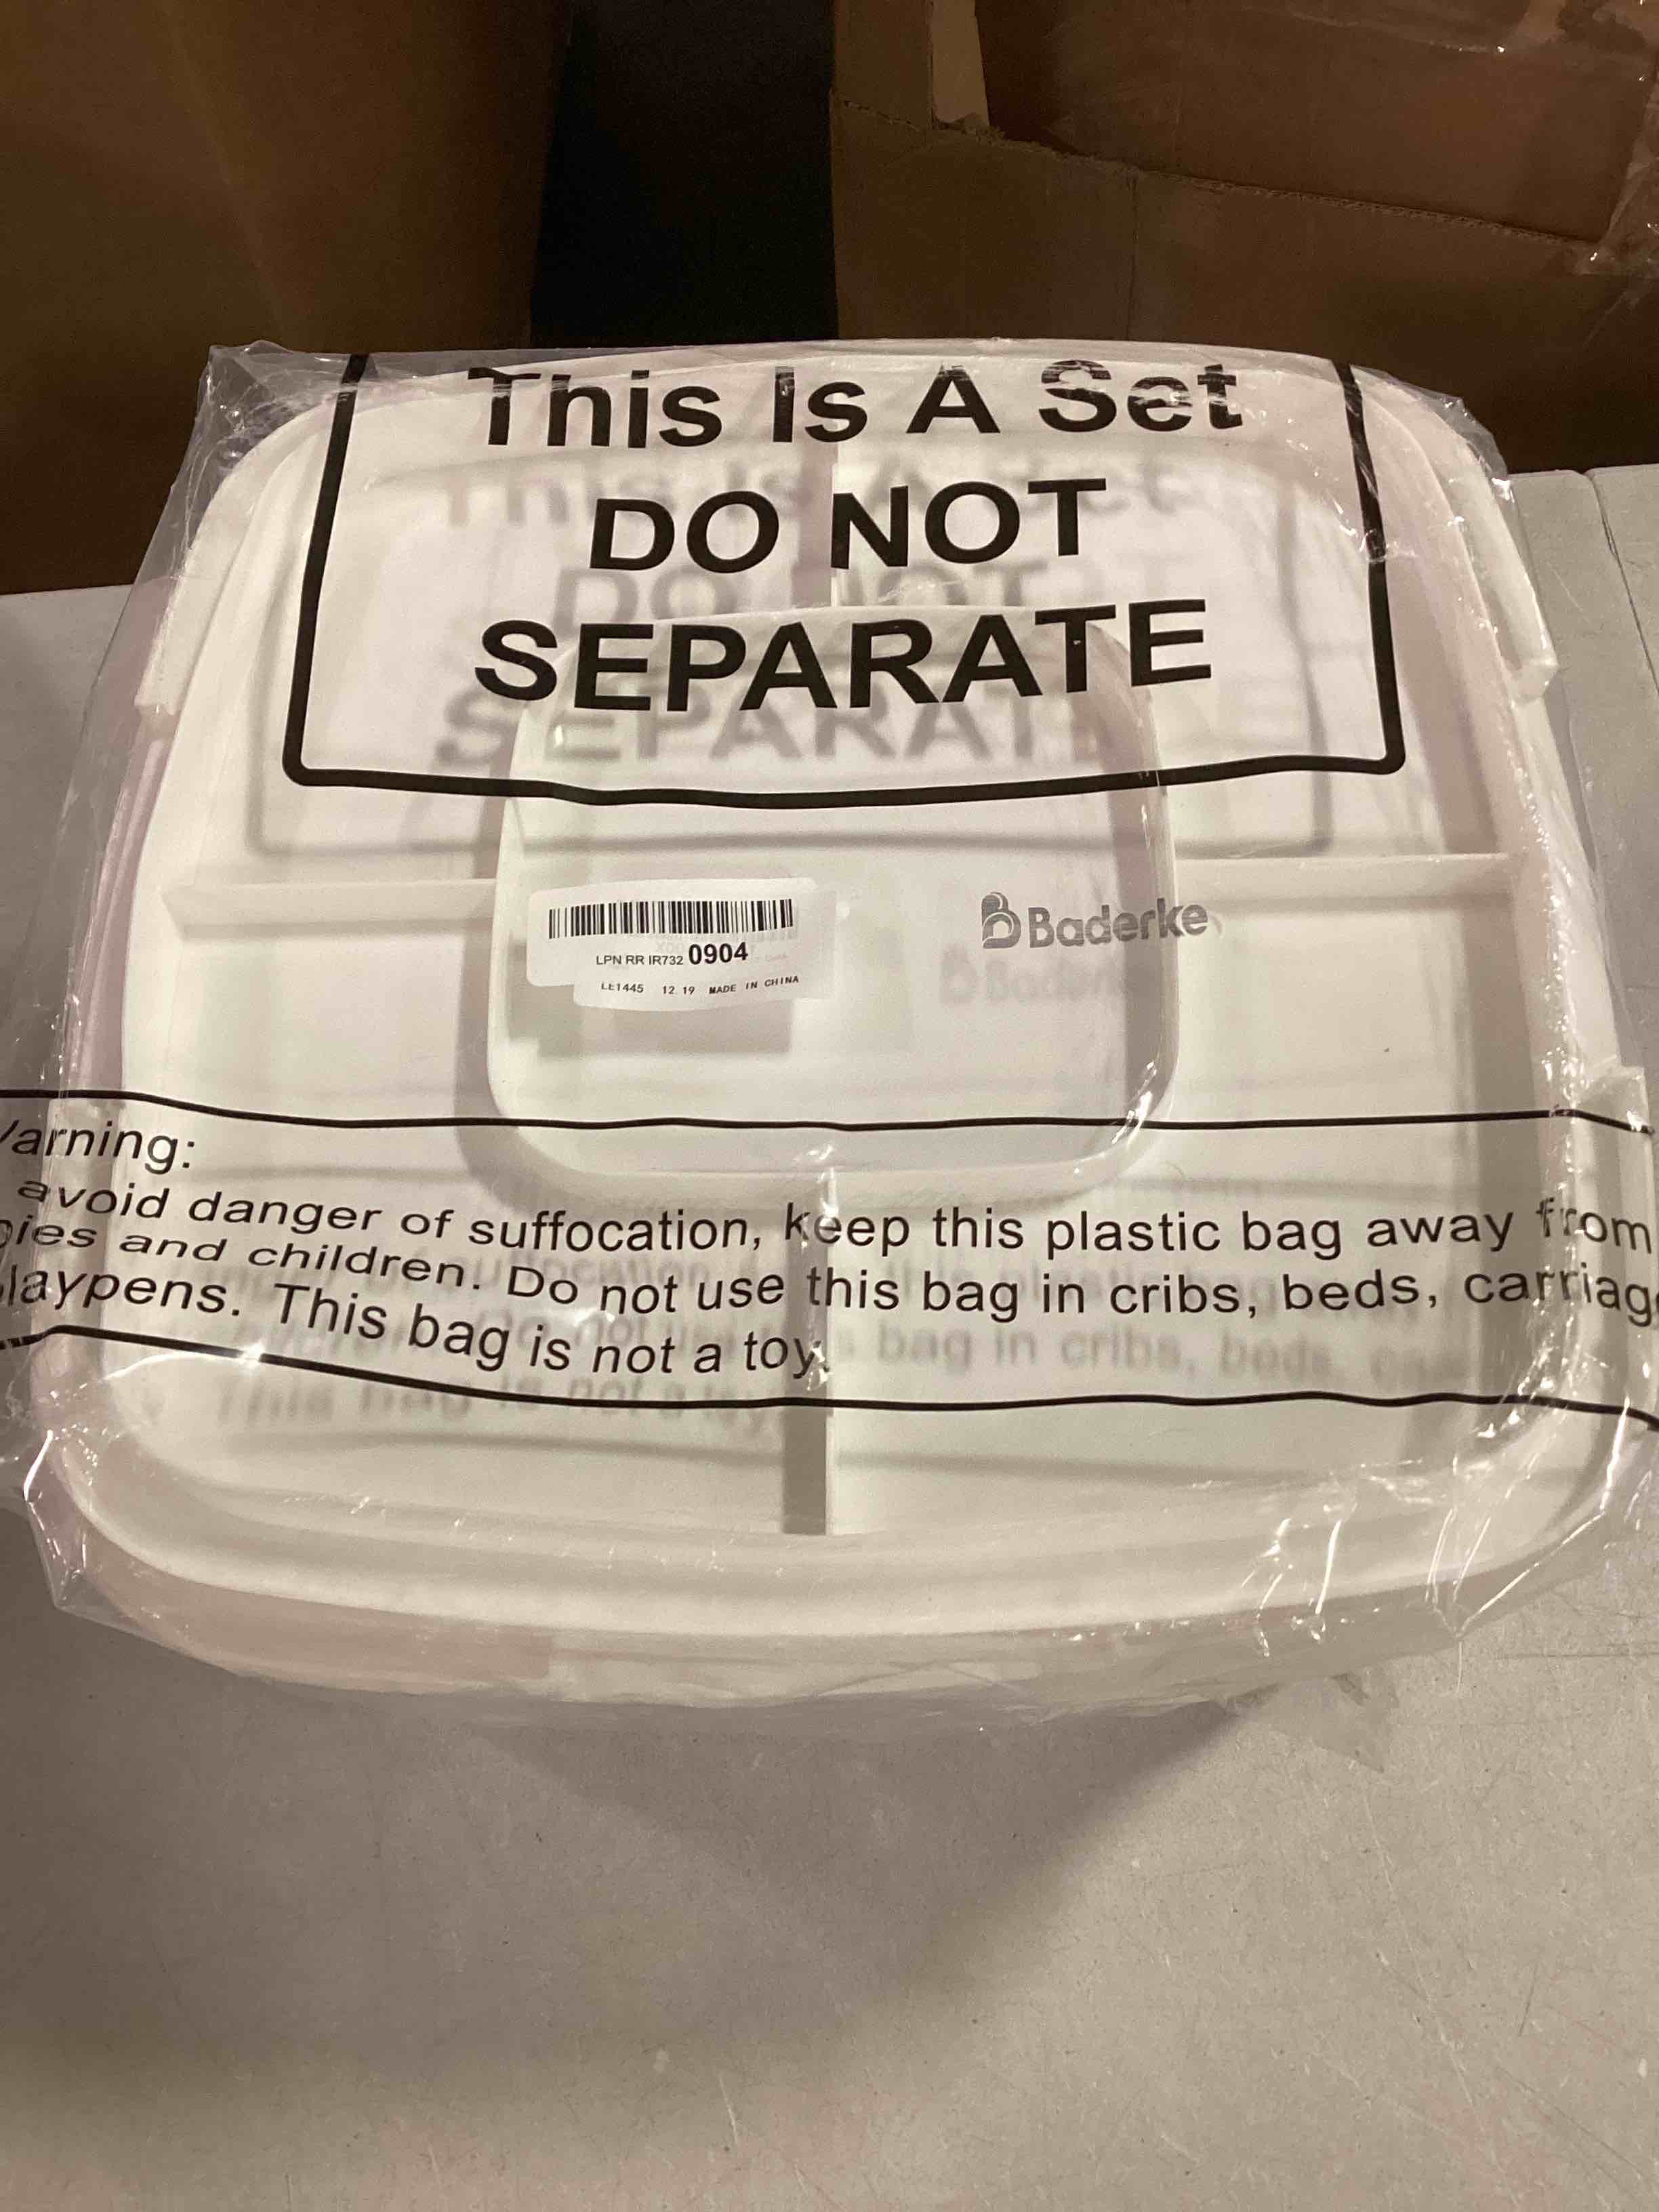 This Is A Set
DO NOT
SEPARATE
LPN RR IR732 0904
LE1445 12.19 MADE IN CHINA
Baderke
arning:
avoid danger of suffocation, keep this plastic bag away from
bies and children. Do not use this bag in cribs, beds, carriag
laypens. This bag is not a toy.